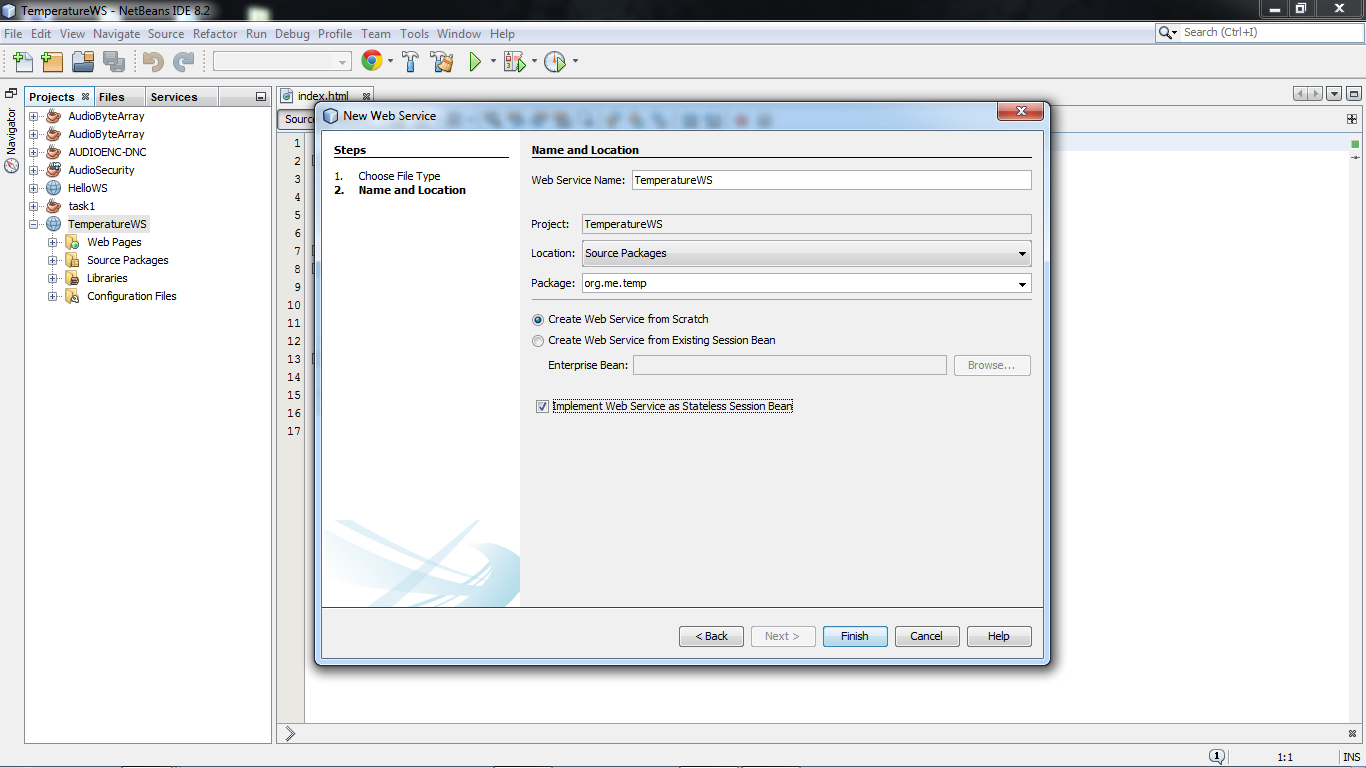 TemperatureWS - NetBeans IDE 8.2
File Edit View Navigate Source Refactor Run Debug Profile Team Tools Window Help
Search (Ctrl+I)
Projects Files Services
index.html
Navigator
AudioByteArray
AudioByteArray
AUDIOENC-DNC
AudioSecurity
HelloWS
task1
TemperatureWS
Web Pages
Source Packages
Libraries
Configuration Files
Sourc
1
2
3
4
5
6
7
8
9
10
11
12
13
14
15
16
17
New Web Service
Steps
1. Choose File Type
2. Name and Location
Name and Location
Web Service Name: TemperatureWS
Project: TemperatureWS
Location: Source Packages
Package: org.me.temp
Create Web Service from Scratch
Create Web Service from Existing Session Bean
Enterprise Bean: Browse...
Implement Web Service as Stateless Session Bean
< Back Next > Finish Cancel Help
1 1:1 INS